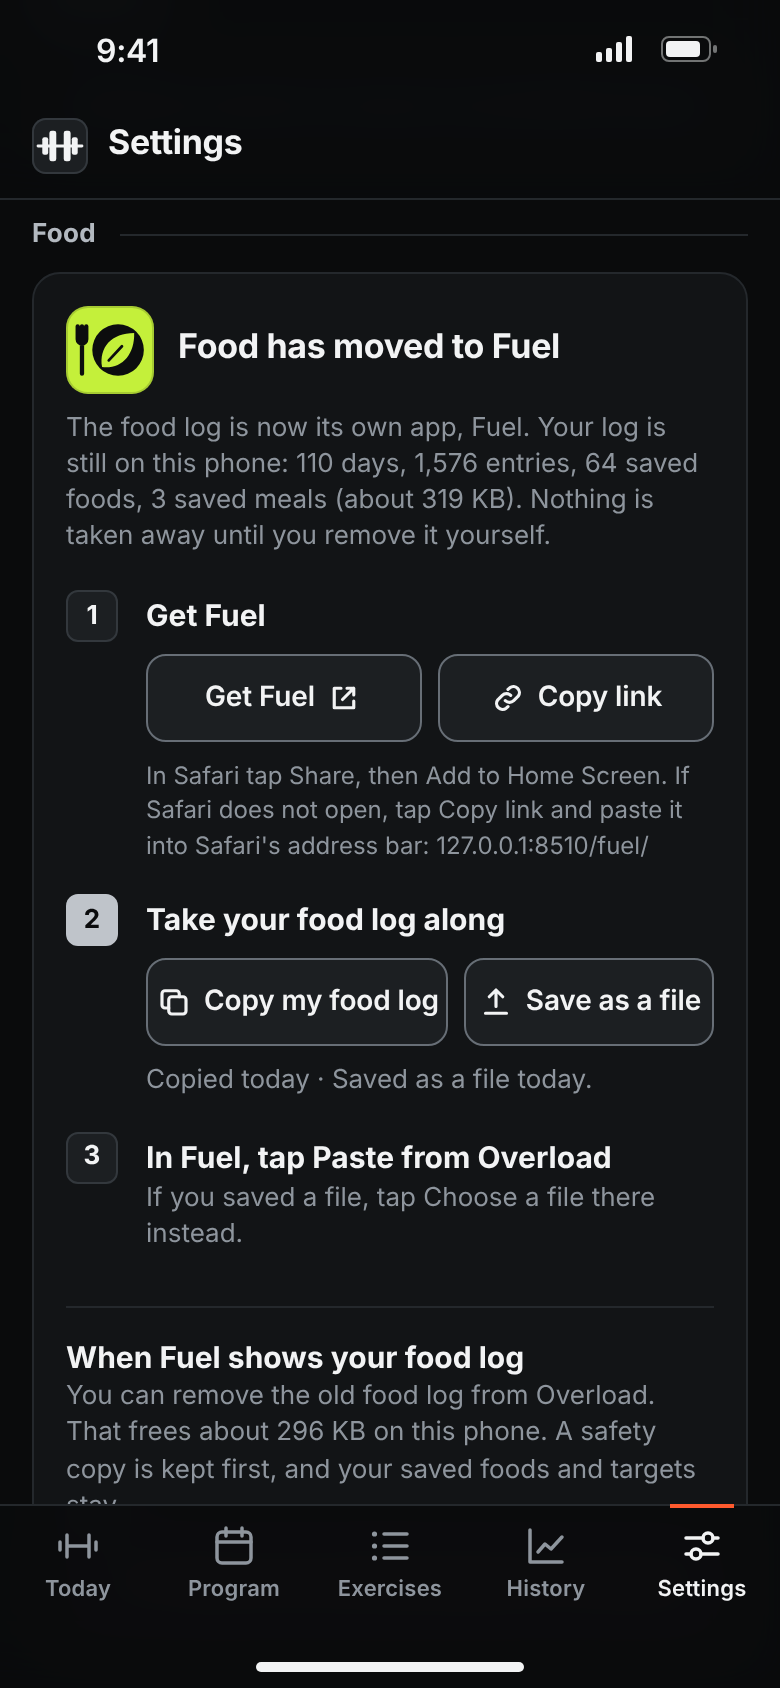 9:41
Settings
Food
Food has moved to Fuel
The food log is now its own app, Fuel. Your log is
still on this phone: 110 days, 1,576 entries, 64 saved
foods, 3 saved meals (about 319 KB). Nothing is
taken away until you remove it yourself.
1 Get Fuel
Get Fuel Copy link
In Safari tap Share, then Add to Home Screen. If
Safari does not open, tap Copy link and paste it
into Safari's address bar: 127.0.0.1:8510/fuel/
2 Take your food log along
Copy my food log Save as a file
Copied today · Saved as a file today.
3 In Fuel, tap Paste from Overload
If you saved a file, tap Choose a file there
instead.
When Fuel shows your food log
You can remove the old food log from Overload.
That frees about 296 KB on this phone. A safety
copy is kept first, and your saved foods and targets
stay.
Today Program Exercises History Settings